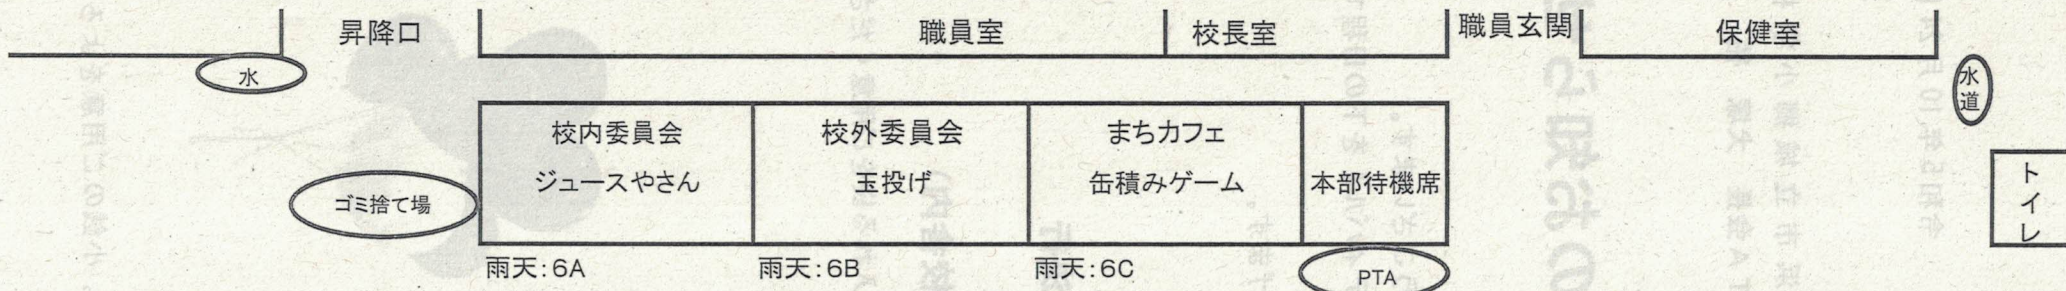 昇降口
職員室
校長室
職員玄関
保健室
水
水道
校内委員会
ジュースやさん
校外委員会
玉投げ
まちカフェ
缶積みゲーム
本部待機席
ゴミ捨て場
トイレ
雨天：6A
雨天：6B
雨天：6C
PTA